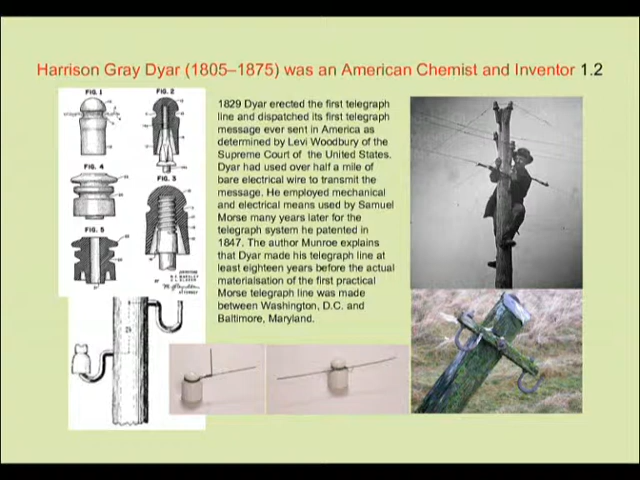 Harrison Gray Dyar (1805–1875) was an American Chemist and Inventor 1.2
FIG. 1
FIG. 2
FIG. 4
FIG. 3
FIG. 5
1829 Dyar erected the first telegraph
line and dispatched its first telegraph
message ever sent in America as
determined by Levi Woodbury of the
Supreme Court of the United States.
Dyar had used over half a mile of
bare electrical wire to transmit the
message. He employed mechanical
and electrical means used by Samuel
Morse many years later for the
telegraph system he patented in
1847. The author Munroe explains
that Dyar made his telegraph line at
least eighteen years before the actual
materialsation of the first practical
Morse telegraph line was made
between Washington, D.C. and
Baltimore, Maryland.